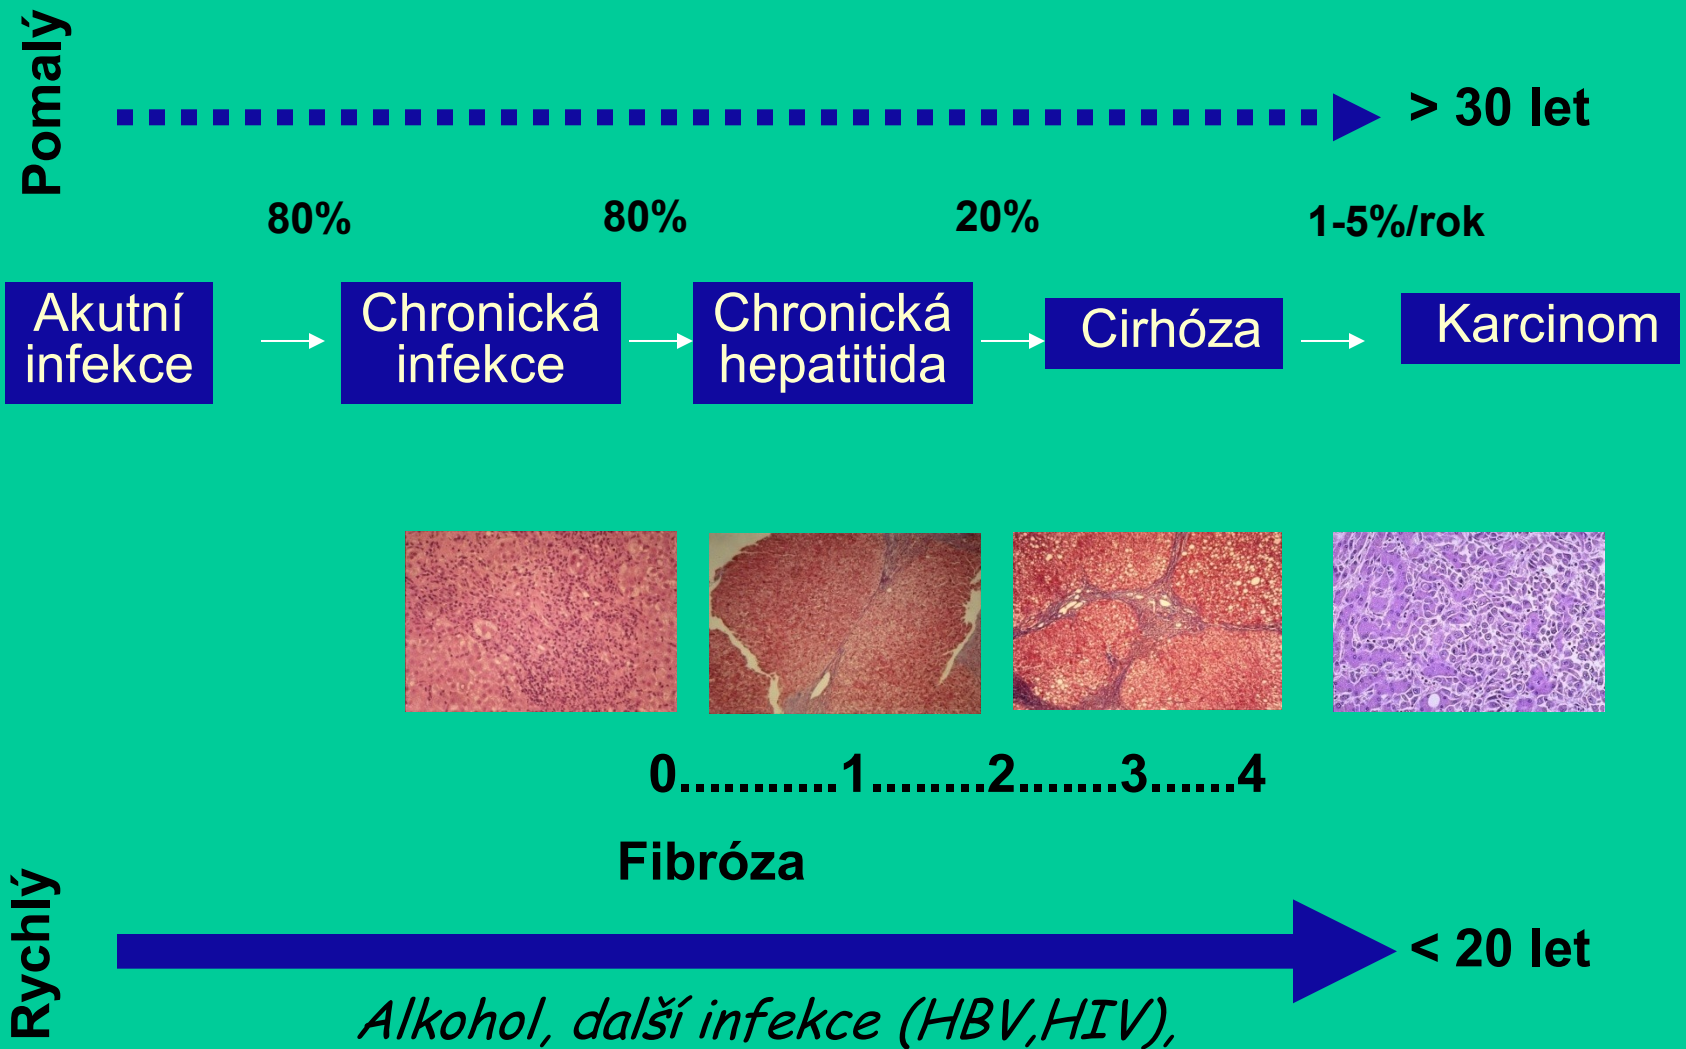 Pomalý
> 30 let
80%
80%
20%
1-5%/rok
Akutní
infekce
Chronická
infekce
Chronická
hepatitida
Cirhóza
Karcinom
0...........1........2.......3......4
Fibróza
Rychlý
< 20 let
Alkohol, další infekce (HBV,HIV),